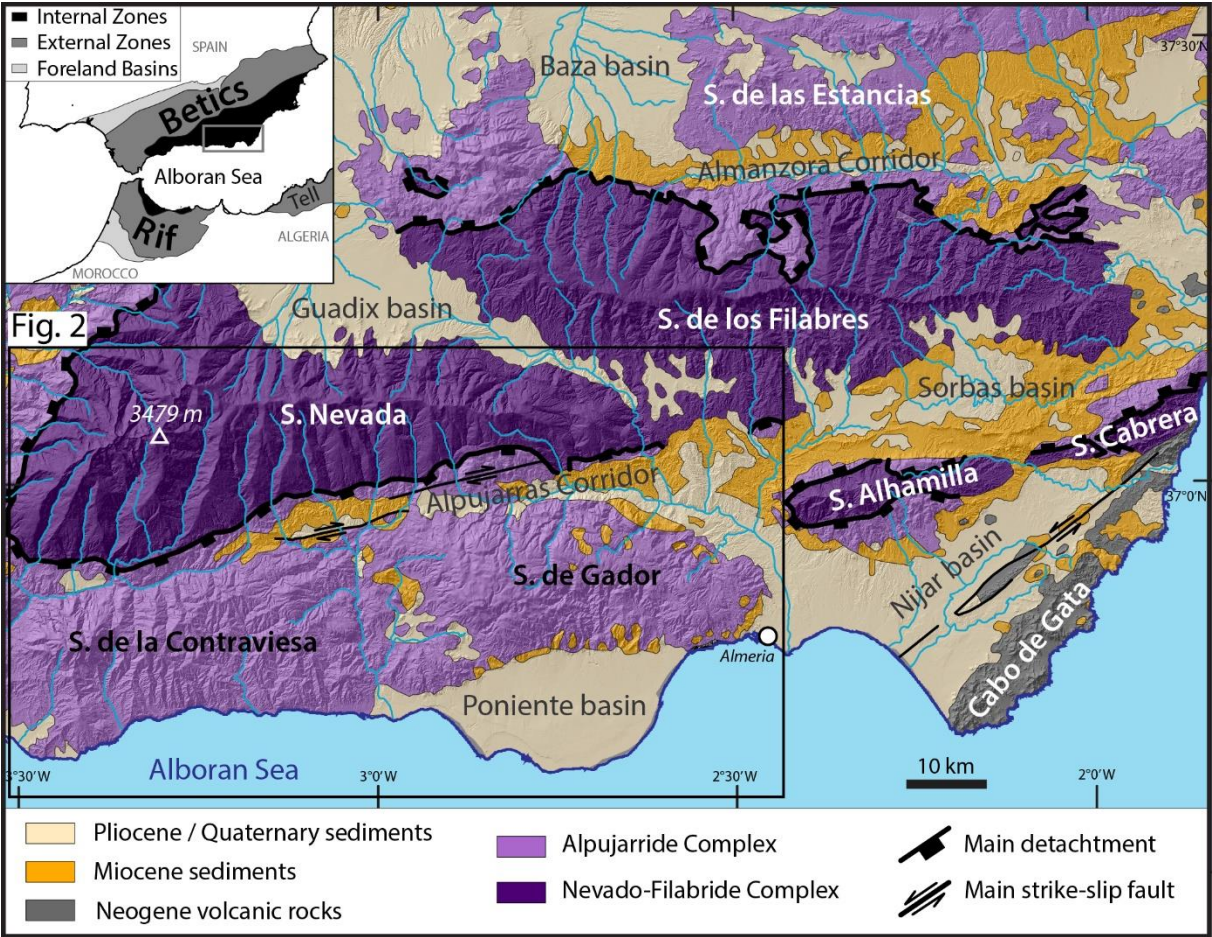 Internal Zones
External Zones
Foreland Basins
SPAIN
Betics
Alboran Sea
Tell
Rif
ALGERIA
MOROCCO
37°30'N
Baza basin
S. de las Estancias
Almanzora Corridor
Guadix basin
S. de los Filabres
Fig. 2
3479 m
S. Nevada
Sorbas basin
S. Cabrera
Alpujarras Corridor
S. Alhamilla
37°0'N
S. de Gador
Nijar basin
S. de la Contraviesa
Almeria
Cabo de Gata
Poniente basin
Alboran Sea
3°30'W
3°0'W
2°30'W
10 km
2°0'W
Pliocene / Quaternary sediments
Miocene sediments
Neogene volcanic rocks
Alpujarride Complex
Nevado-Filabride Complex
Main detachtment
Main strike-slip fault